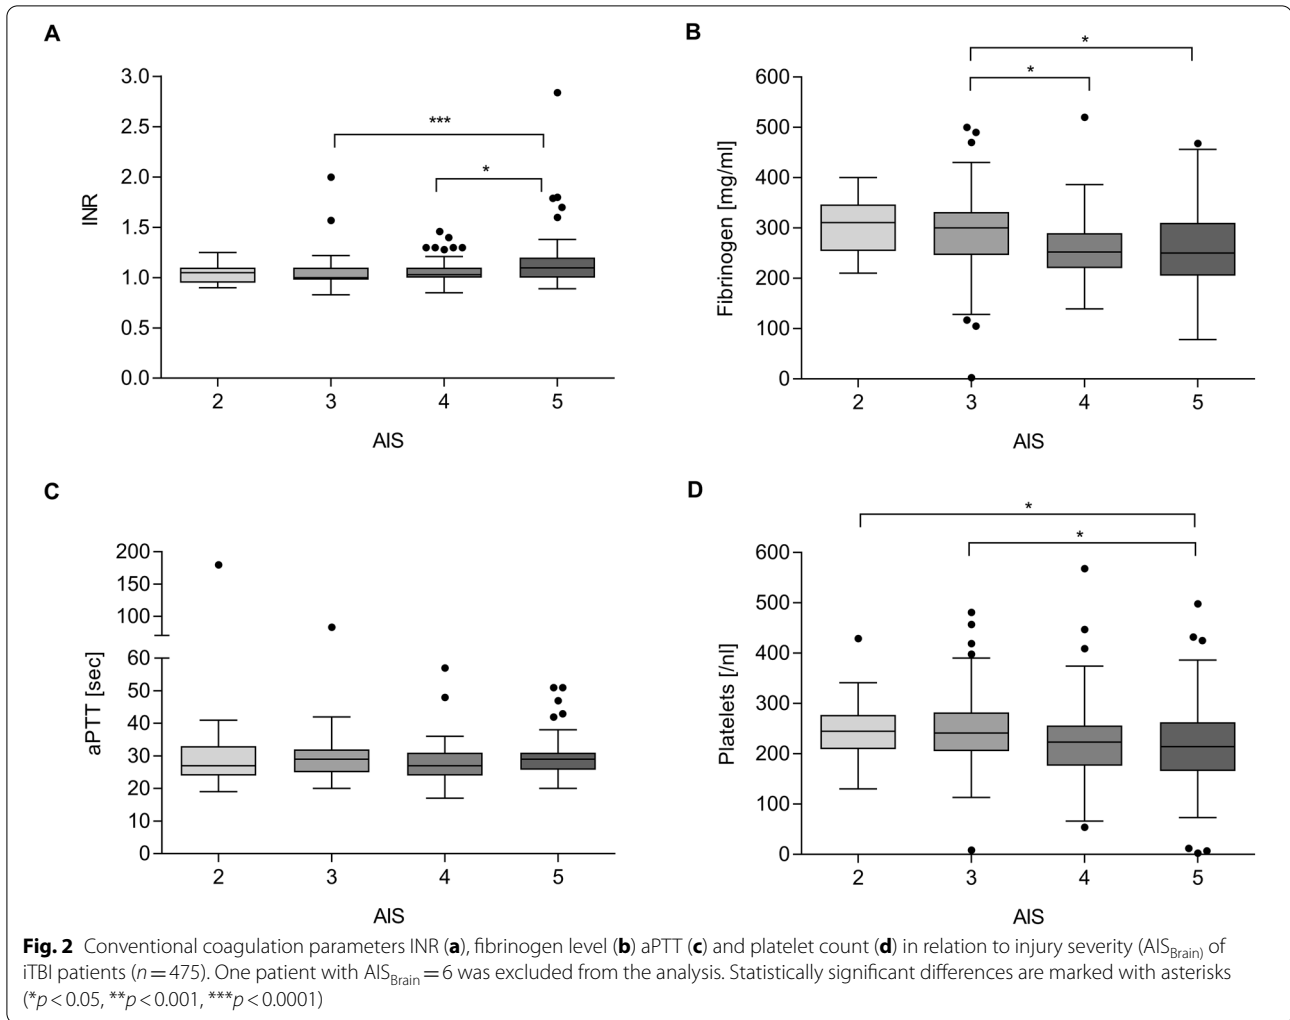 A
3.0
2.5
2.0
1.5
1.0
0.5
0.0
INR
***
*
2 3 4 5
AIS
B
600
500
400
300
200
100
0
Fibrinogen [mg/ml]
*
*
2 3 4 5
AIS
C
200
150
100
60
50
40
30
20
10
0
aPTT [sec]
2 3 4 5
AIS
D
600
500
400
300
200
100
0
Platelets [/nl]
*
*
2 3 4 5
AIS
Fig. 2 Conventional coagulation parameters INR (a), fibrinogen level (b) aPTT (c) and platelet count (d) in relation to injury severity (AISBrain) of
iTBI patients (n = 475). One patient with AISBrain = 6 was excluded from the analysis. Statistically significant differences are marked with asterisks
(*p < 0.05, **p < 0.001, ***p < 0.0001)